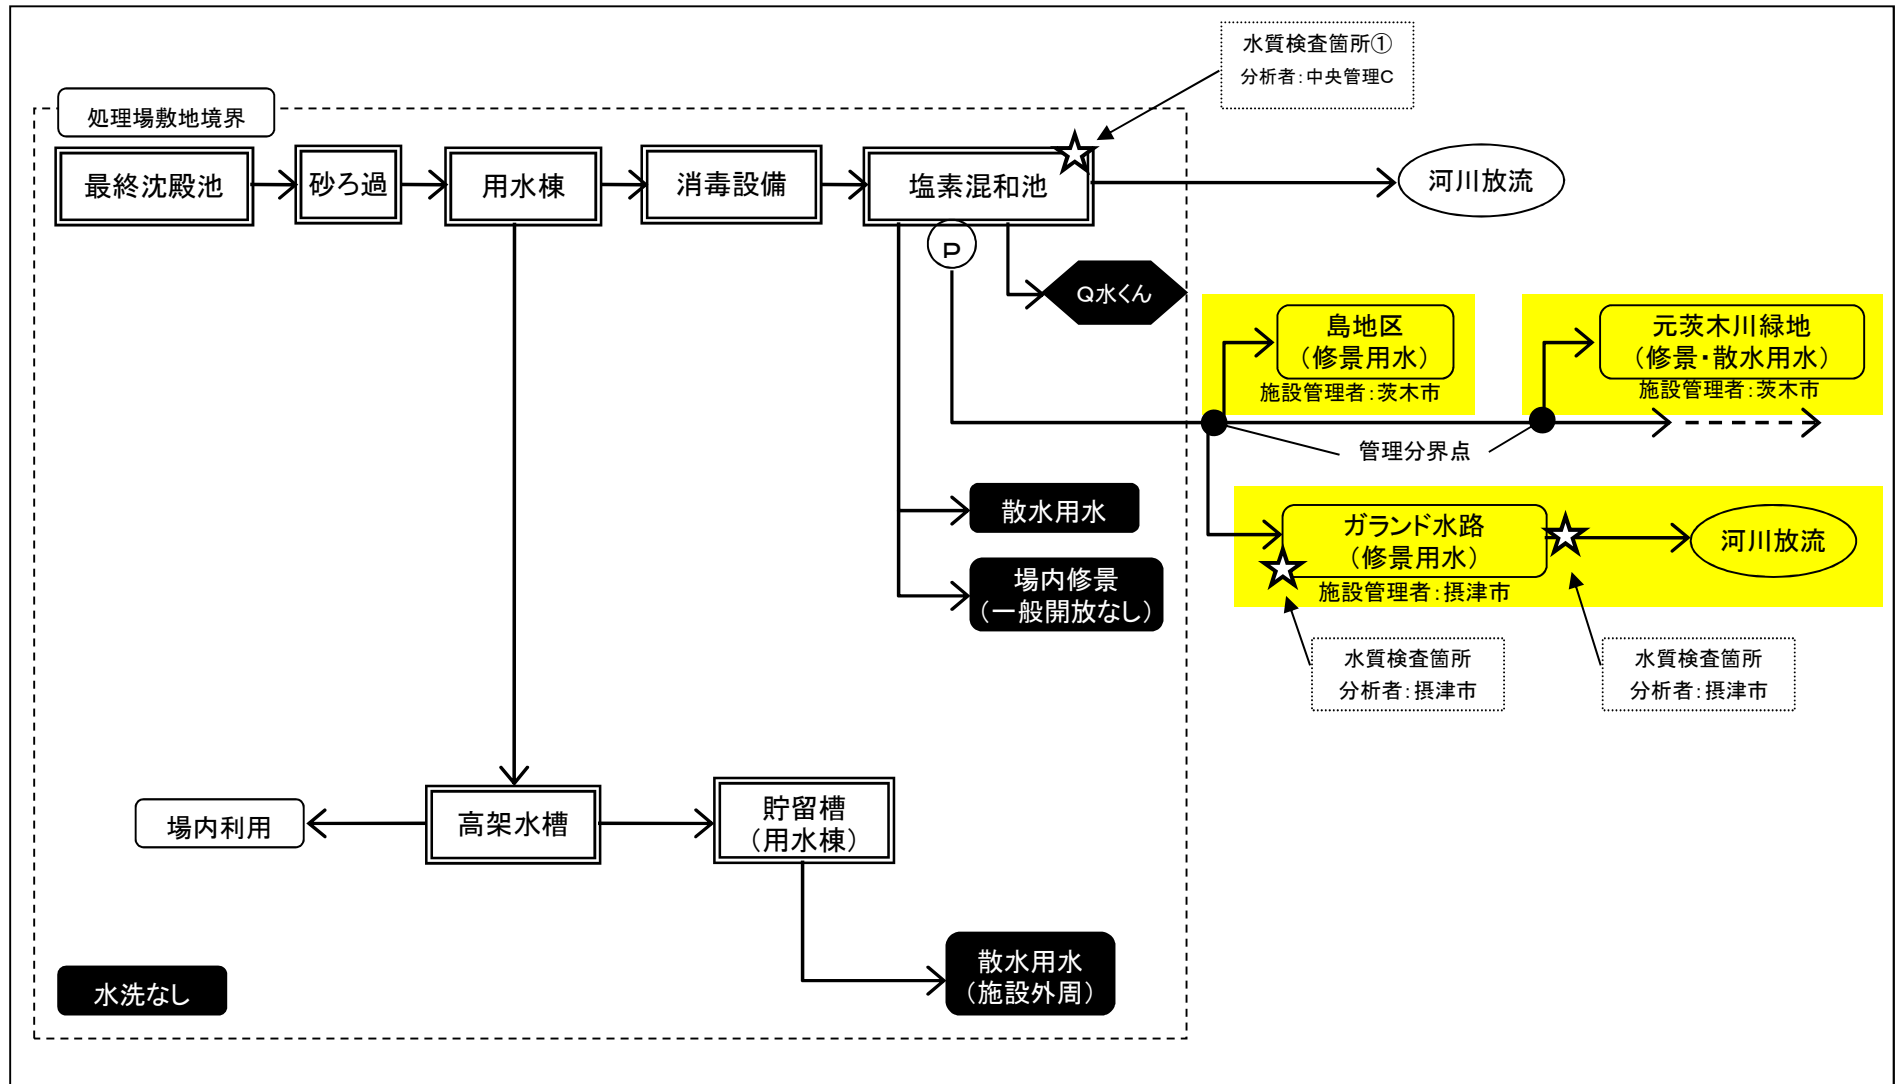 水質検査箇所①
分析者：中央管理C
処理場敷地境界
最終沈殿池
砂ろ過
用水棟
消毒設備
塩素混和池
河川放流
P
Q水くん
島地区
（修景用水）
施設管理者：茨木市
元茨木川緑地
（修景・散水用水）
施設管理者：茨木市
管理分界点
散水用水
場内修景
（一般開放なし）
ガランド水路
（修景用水）
施設管理者：摂津市
河川放流
水質検査箇所
分析者：摂津市
水質検査箇所
分析者：摂津市
場内利用
高架水槽
貯留槽
（用水棟）
散水用水
（施設外周）
水洗なし